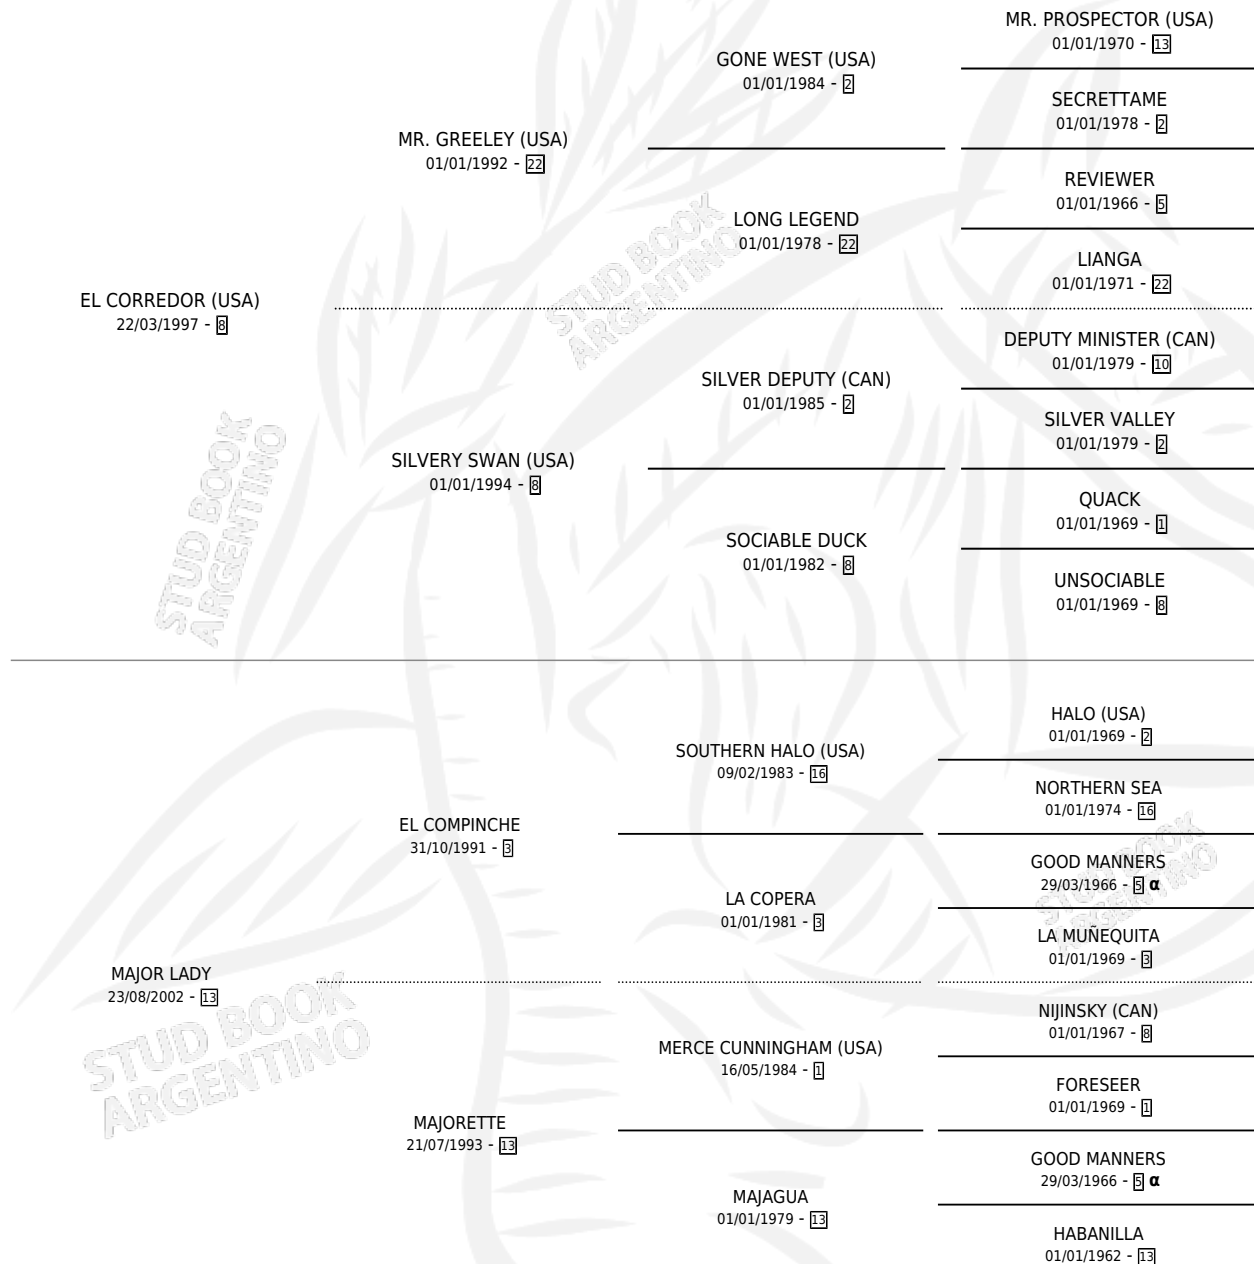 MR. PROSPECTOR (USA)
01/01/1970 - 13
GONE WEST (USA)
01/01/1984 - 2
SECRETTAME
01/01/1978 - 2
MR. GREELEY (USA)
01/01/1992 - 22
REVIEWER
01/01/1966 - 5
LONG LEGEND
01/01/1978 - 22
LIANGA
01/01/1971 - 22
EL CORREDOR (USA)
22/03/1997 - 8
DEPUTY MINISTER (CAN)
01/01/1979 - 10
SILVER DEPUTY (CAN)
01/01/1985 - 2
SILVER VALLEY
01/01/1979 - 2
SILVERY SWAN (USA)
01/01/1994 - 8
QUACK
01/01/1969 - 1
SOCIABLE DUCK
01/01/1982 - 8
UNSOCIABLE
01/01/1969 - 8
HALO (USA)
01/01/1969 - 2
SOUTHERN HALO (USA)
09/02/1983 - 16
NORTHERN SEA
01/01/1974 - 16
EL COMPINCHE
31/10/1991 - 3
GOOD MANNERS
29/03/1966 - 5 α
LA COPERA
01/01/1981 - 3
LA MUÑEQUITA
01/01/1969 - 3
MAJOR LADY
23/08/2002 - 13
NIJINSKY (CAN)
01/01/1967 - 8
MERCE CUNNINGHAM (USA)
16/05/1984 - 1
FORESEER
01/01/1969 - 1
MAJORETTE
21/07/1993 - 13
GOOD MANNERS
29/03/1966 - 5 α
MAJAGUA
01/01/1979 - 13
HABANILLA
01/01/1962 - 13
STUD BOOK
ARGENTINO
STUD BOOK
ARGENTINO
STUD BOOK
ARGENTINO
STUD BOOK
ARGENTINO